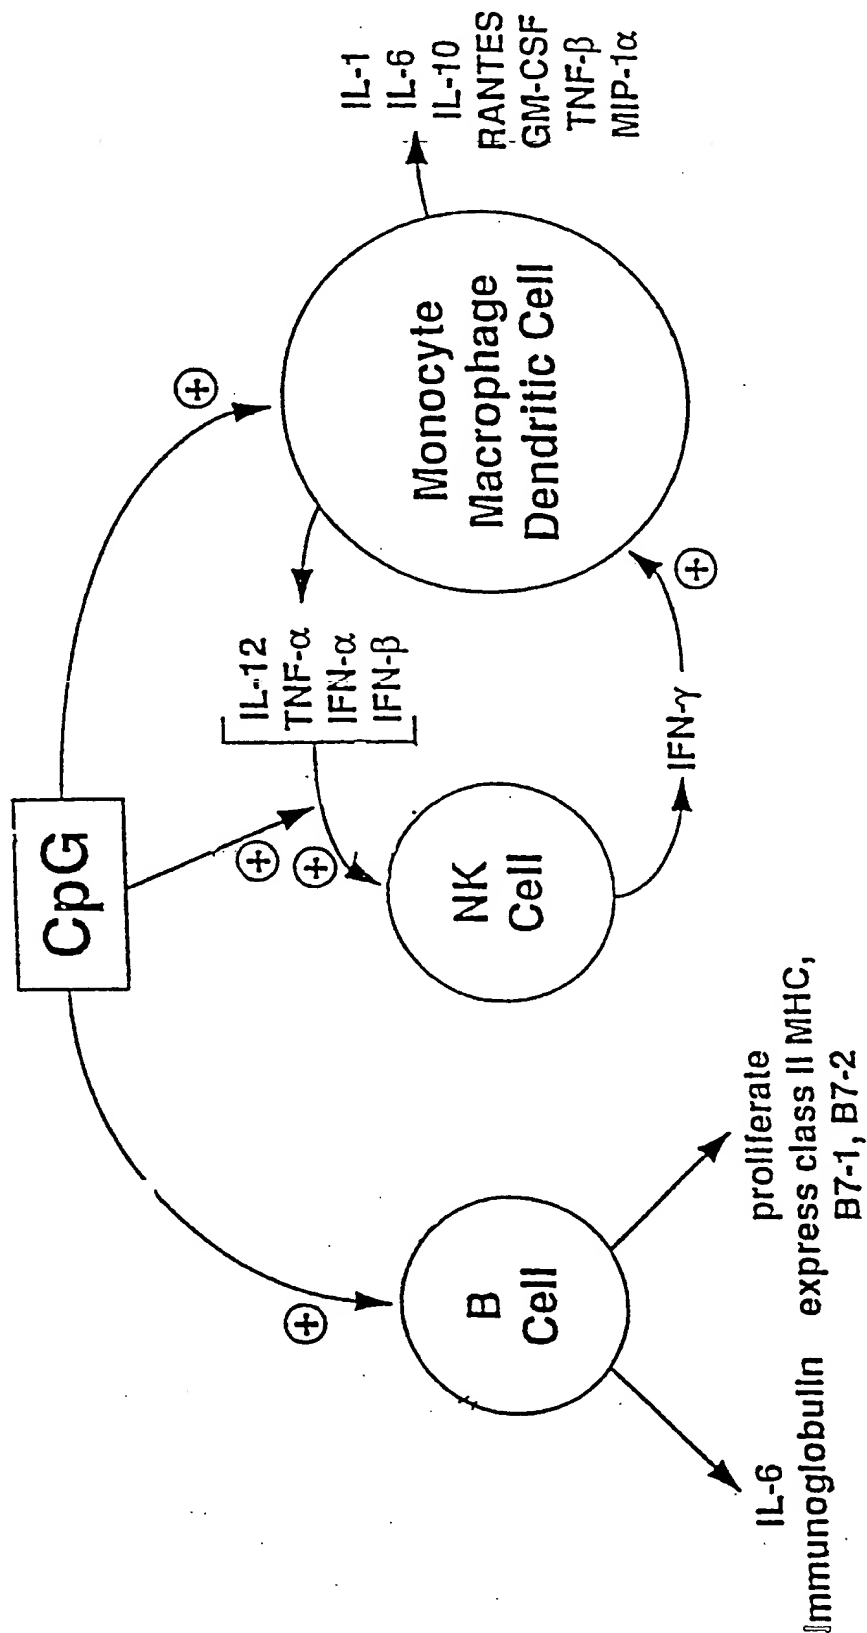 CpG
IL-12
TNF-α
IFN-α
IFN-β
IL-1
IL-6
IL-10
RANTES
GM-CSF
TNF-β
MIP-1α
B
Cell
NK
Cell
Monocyte
Macrophage
Dendritic Cell
IFN-γ
IL-6
Immunoglobulin
proliferate
express class II MHC,
B7-1, B7-2